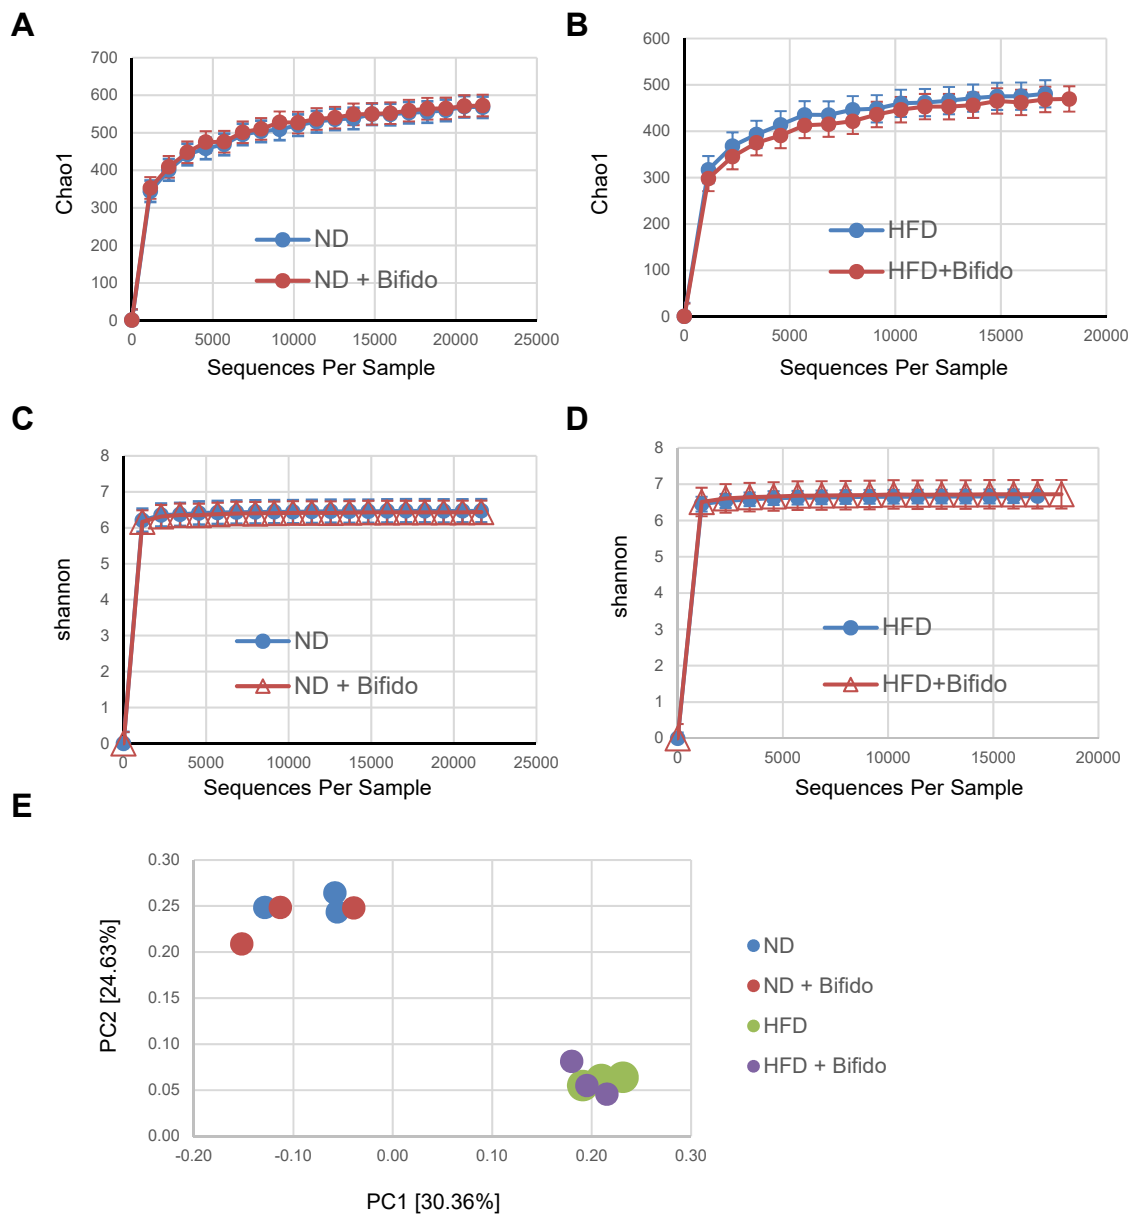 A
700
600
500
400
300
200
100
0
Chao1
0 5000 10000 15000 20000 25000
Sequences Per Sample
ND
ND + Bifido
B
600
500
400
300
200
100
0
Chao1
0 5000 10000 15000 20000
Sequences Per Sample
HFD
HFD+Bifido
C
8
7
6
5
4
3
2
1
0
shannon
0 5000 10000 15000 20000 25000
Sequences Per Sample
ND
ND + Bifido
D
8
7
6
5
4
3
2
1
0
shannon
0 5000 10000 15000 20000
Sequences Per Sample
HFD
HFD+Bifido
E
0.30
0.25
0.20
0.15
0.10
0.05
0.00
PC2 [24.63%]
-0.20 -0.10 0.00 0.10 0.20 0.30
PC1 [30.36%]
ND
ND + Bifido
HFD
HFD + Bifido